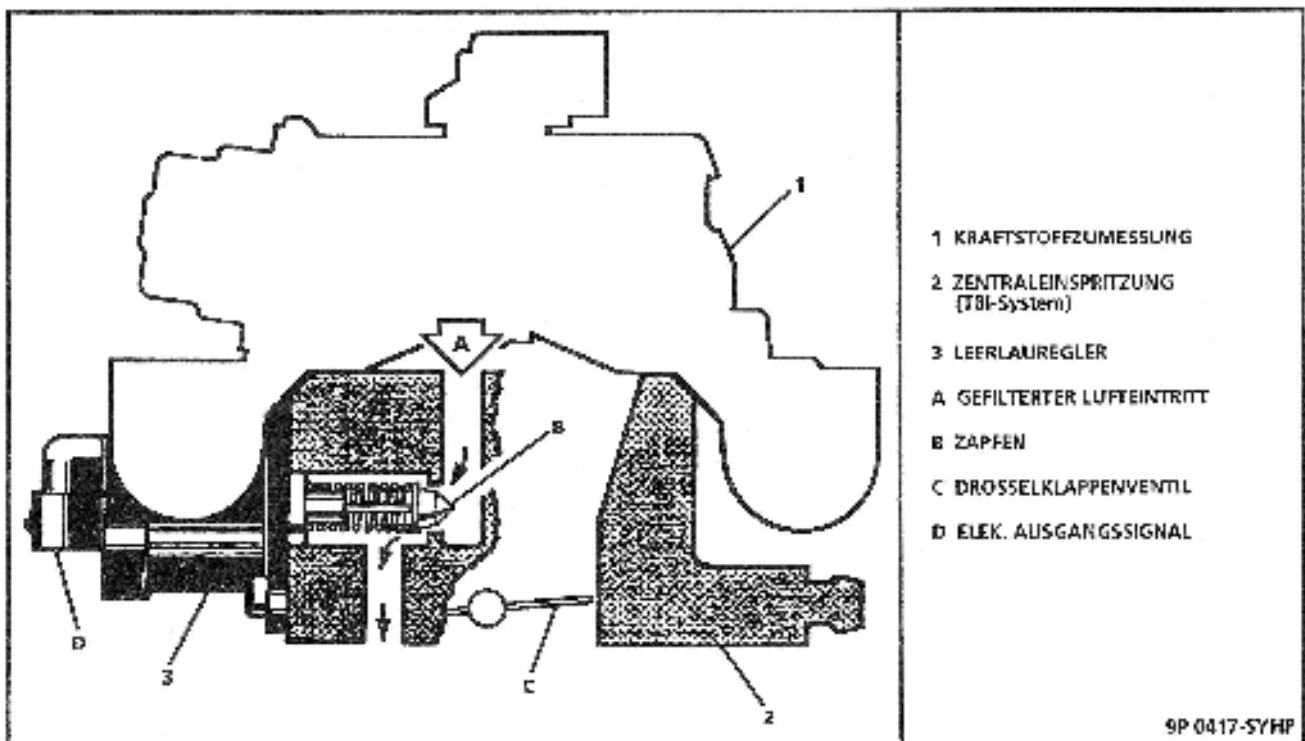 A
1
B
D
3
C
2
1 KRAFTSTOFFZUMESSUNG
2 ZENTRALEINSPRITZUNG
(TBI-System)
3 LEERLAUREGLER
A GEFILTERTER LUFTEINTRITT
B ZAPFEN
C DROSSELKLAPPENVENTIL
D ELEK. AUSGANGSSIGNAL
9P 0417-SYHP